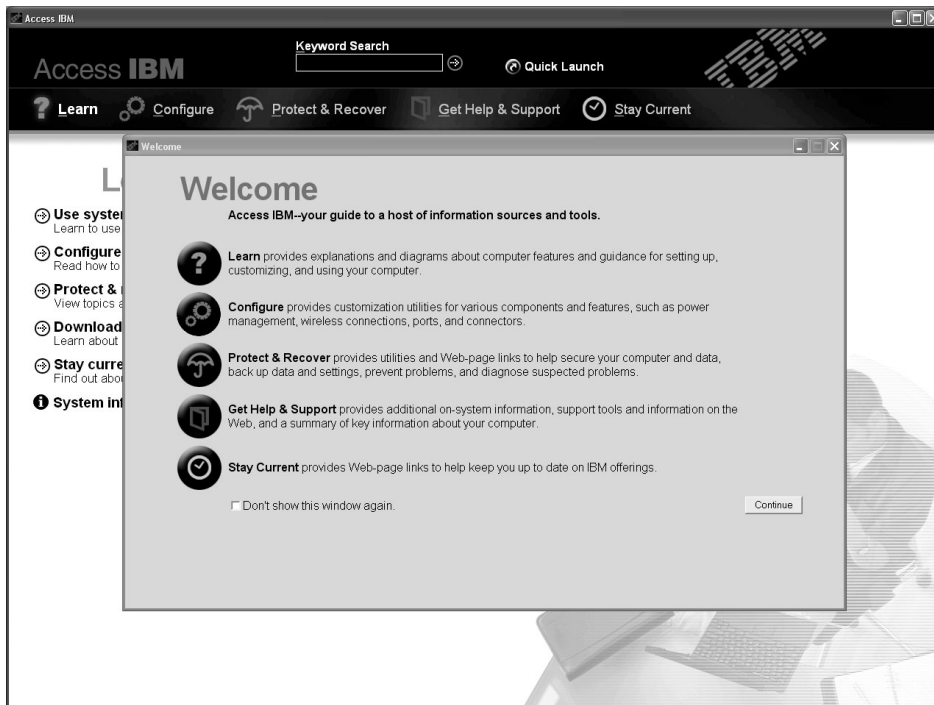 Access IBM
Keyword Search
Access IBM
Quick Launch
IBM
? Learn
Configure
Protect & Recover
Get Help & Support
Stay Current
Welcome
Welcome
Access IBM--your guide to a host of information sources and tools.
? Learn provides explanations and diagrams about computer features and guidance for setting up,
customizing, and using your computer.
Configure provides customization utilities for various components and features, such as power
management, wireless connections, ports, and connectors.
Protect & Recover provides utilities and Web-page links to help secure your computer and data,
back up data and settings, prevent problems, and diagnose suspected problems.
Get Help & Support provides additional on-system information, support tools and information on the
Web, and a summary of key information about your computer.
Stay Current provides Web-page links to help keep you up to date on IBM offerings.
Don't show this window again.
Continue
L
Use syste
Learn to use
Configure
Read how to
Protect &
View topics a
Download
Learn about
Stay curre
Find out abou
System inf